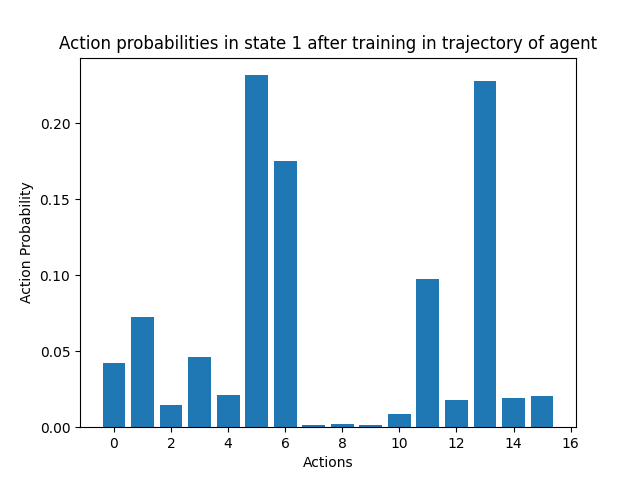 Action probabilities in state 1 after training in trajectory of agent
Action Probability
0.20
0.15
0.10
0.05
0.00
0 2 4 6 8 10 12 14 16
Actions